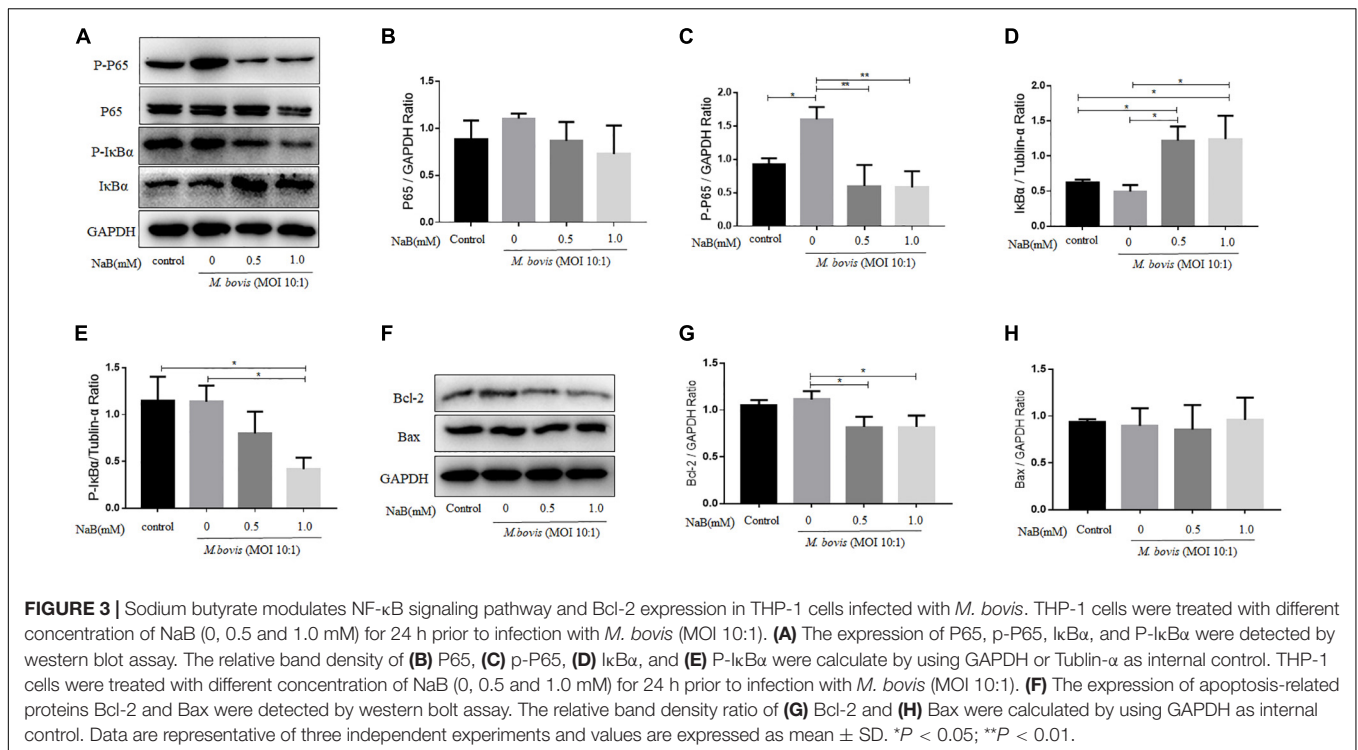 A
P-P65
P65
P-IκBα
IκBα
GAPDH
NaB(mM) control 0 0.5 1.0
M. bovis (MOI 10:1)
B
P65 / GAPDH Ratio
1.5
1.0
0.5
0.0
NaB(mM) Control 0 0.5 1.0
M. bovis (MOI 10:1)
C
P-P65 / GAPDH Ratio
2.0
1.5
1.0
0.5
0.0
**
* **
NaB(mM) Control 0 0.5 1.0
M. bovis (MOI 10:1)
D
IκBα / Tublin-α Ratio
2.0
1.5
1.0
0.5
0.0
*
*
*
*
NaB(mM) Control 0 0.5 1.0
M. bovis (MOI 10:1)
E
P-IκBα/Tublin-α Ratio
1.5
1.0
0.5
0.0
*
*
NaB(mM) control 0 0.5 1.0
M.bovis (MOI 10:1)
F
Bcl-2
Bax
GAPDH
NaB(mM) Control 0 0.5 1.0
M. bovis (MOI 10:1)
G
Bcl-2 / GAPDH Ratio
1.5
1.0
0.5
0.0
*
*
NaB(mM) Control 0 0.5 1.0
M. bovis (MOI 10:1)
H
Bax / GAPDH Ratio
1.5
1.0
0.5
0.0
NaB(mM) Control 0 0.5 1.0
M. bovis (MOI 10:1)
FIGURE 3 | Sodium butyrate modulates NF-κB signaling pathway and Bcl-2 expression in THP-1 cells infected with M. bovis. THP-1 cells were treated with different
concentration of NaB (0, 0.5 and 1.0 mM) for 24 h prior to infection with M. bovis (MOI 10:1). (A) The expression of P65, p-P65, IκBα, and P-IκBα were detected by
western blot assay. The relative band density of (B) P65, (C) p-P65, (D) IκBα, and (E) P-IκBα were calculate by using GAPDH or Tublin-α as internal control. THP-1
cells were treated with different concentration of NaB (0, 0.5 and 1.0 mM) for 24 h prior to infection with M. bovis (MOI 10:1). (F) The expression of apoptosis-related
proteins Bcl-2 and Bax were detected by western bolt assay. The relative band density ratio of (G) Bcl-2 and (H) Bax were calculated by using GAPDH as internal
control. Data are representative of three independent experiments and values are expressed as mean ± SD. *P < 0.05; **P < 0.01.